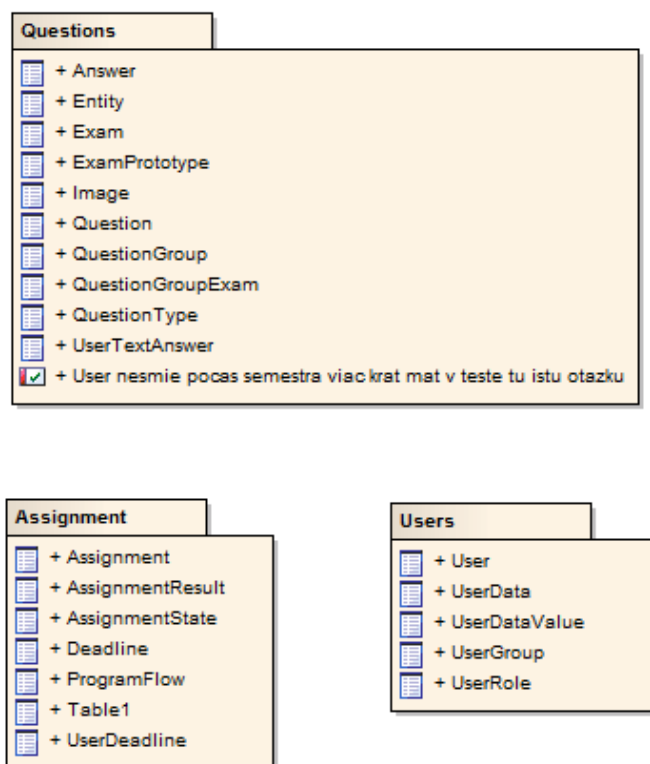 Questions
+ Answer
+ Entity
+ Exam
+ ExamPrototype
+ Image
+ Question
+ QuestionGroup
+ QuestionGroupExam
+ QuestionType
+ UserTextAnswer
+ User nesmie pocas semestra viac krat mat v teste tu istu otazku
Assignment
+ Assignment
+ AssignmentResult
+ AssignmentState
+ Deadline
+ ProgramFlow
+ Table1
+ UserDeadline
Users
+ User
+ UserData
+ UserDataValue
+ UserGroup
+ UserRole